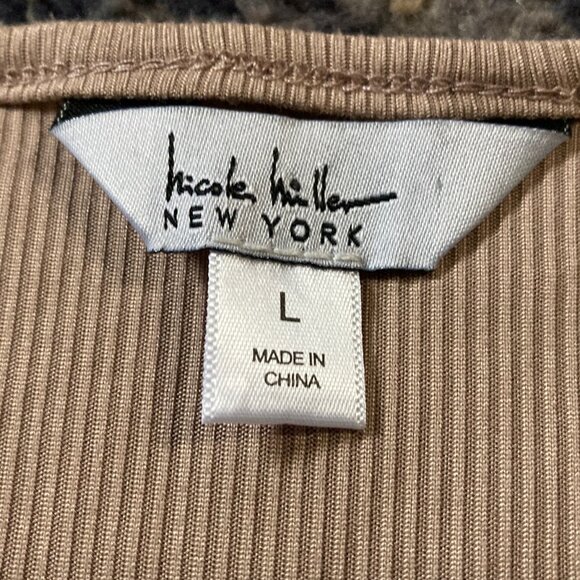 Nicole Miller
NEW YORK
L
MADE IN
CHINA